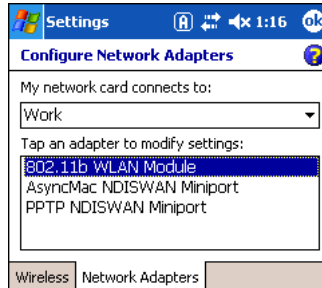 Settings 1:16 ok
Configure Network Adapters
My network card connects to:
Work
Tap an adapter to modify settings:
802.11b WLAN Module
AsyncMac NDISWAN Miniport
PPTP NDISWAN Miniport
Wireless Network Adapters